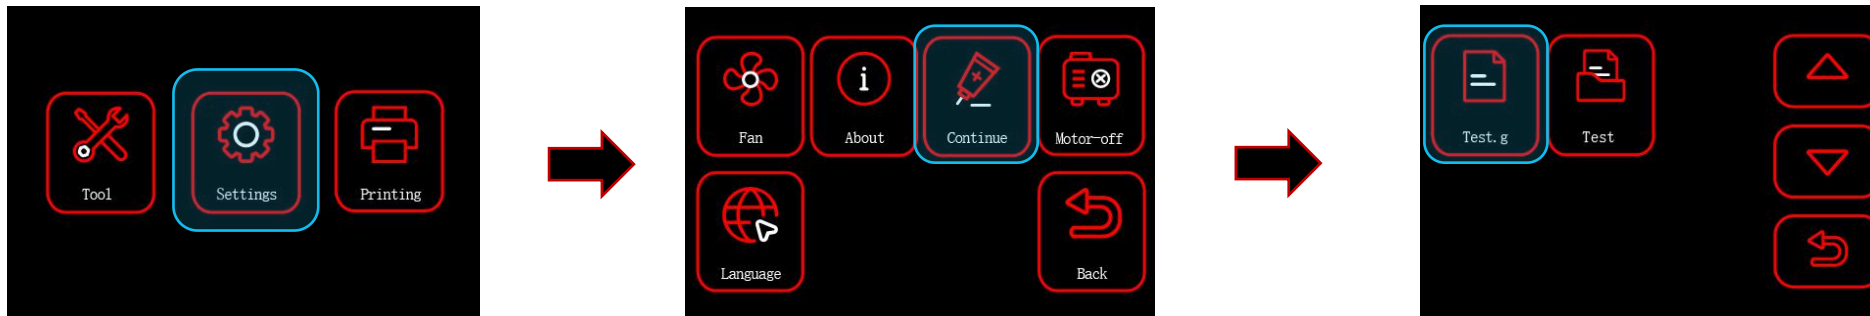 Tool
Settings
Printing
Fan
About
Continue
Motor-off
Language
Back
Test.g
Test